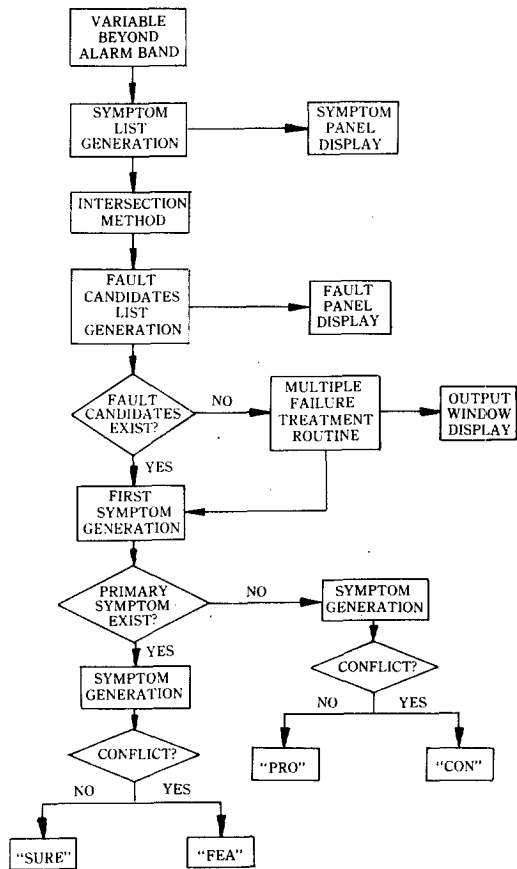 VARIABLE
BEYOND
ALARM BAND
SYMPTOM
LIST
GENERATION
SYMPTOM
PANEL
DISPLAY
INTERSECTION
METHOD
FAULT
CANDIDATES
LIST
GENERATION
FAULT
PANEL
DISPLAY
FAULT
CANDIDATES
EXIST?
NO
MULTIPLE
FAILURE
TREATMENT
ROUTINE
OUTPUT
WINDOW
DISPLAY
YES
FIRST
SYMPTOM
GENERATION
PRIMARY
SYMPTOM
EXIST?
NO
SYMPTOM
GENERATION
YES
SYMPTOM
GENERATION
CONFLICT?
NO
YES
"PRO"
"CON"
CONFLICT?
NO
YES
"SURE"
"FEA"